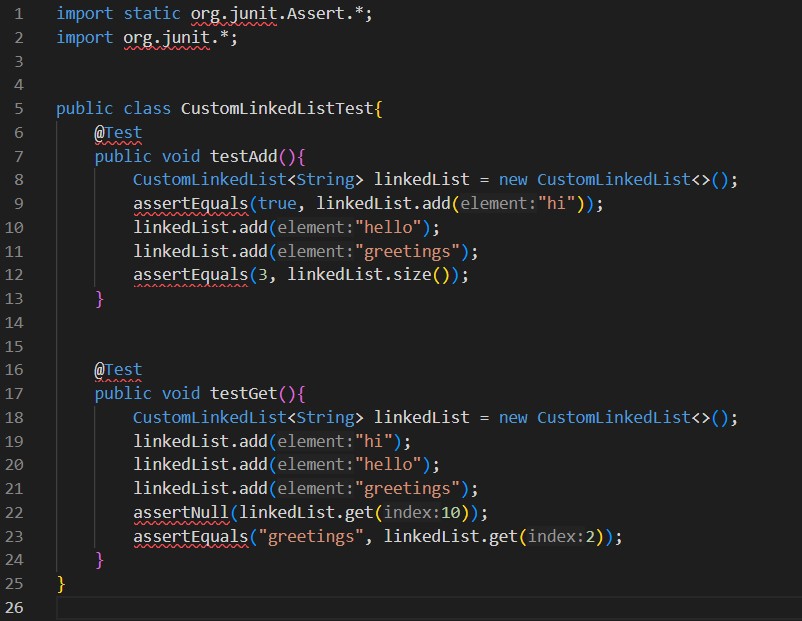 1 import static org.junit.Assert.*;
2 import org.junit.*;
3
4
5 public class CustomLinkedListTest{
6 @Test
7 public void testAdd(){
8 CustomLinkedList<String> linkedList = new CustomLinkedList<>();
9 assertEquals(true, linkedList.add(element:"hi"));
10 linkedList.add(element:"hello");
11 linkedList.add(element:"greetings");
12 assertEquals(3, linkedList.size());
13 }
14
15
16 @Test
17 public void testGet(){
18 CustomLinkedList<String> linkedList = new CustomLinkedList<>();
19 linkedList.add(element:"hi");
20 linkedList.add(element:"hello");
21 linkedList.add(element:"greetings");
22 assertNull(linkedList.get(index:10));
23 assertEquals("greetings", linkedList.get(index:2));
24 }
25 }
26